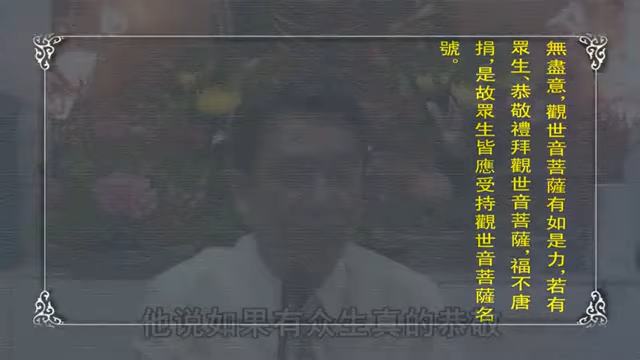 無盡意，觀世音菩薩有如是力，若有
眾生、恭敬禮拜觀世音菩薩，福不唐
捐，是故眾生皆應受持觀世音菩薩名
號。
他说如果有众生真的恭敬